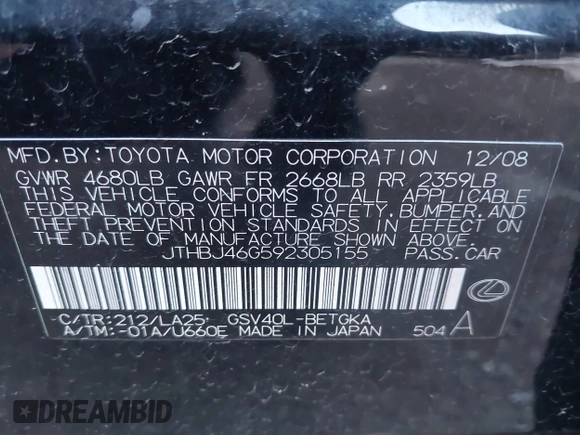 MFD.BY:TOYOTA MOTOR CORPORATION 12/08
GVWR 4680LB GAWR FR 2668LB RR 2359LB
THIS VEHICLE CONFORMS TO ALL APPLICABLE
FEDERAL MOTOR VEHICLE SAFETY,BUMPER,AND
THEFT PREVENTION STANDARDS IN EFFECT
ON THE DATE OF MANUFACTURE SHOWN ABOVE.
JTHBJ46G592305155 PASS.CAR
C/TR:212/LA25 GSV40L-BETGKA
A/TM:-01A/U660E MADE IN JAPAN 504A
DREAMBID